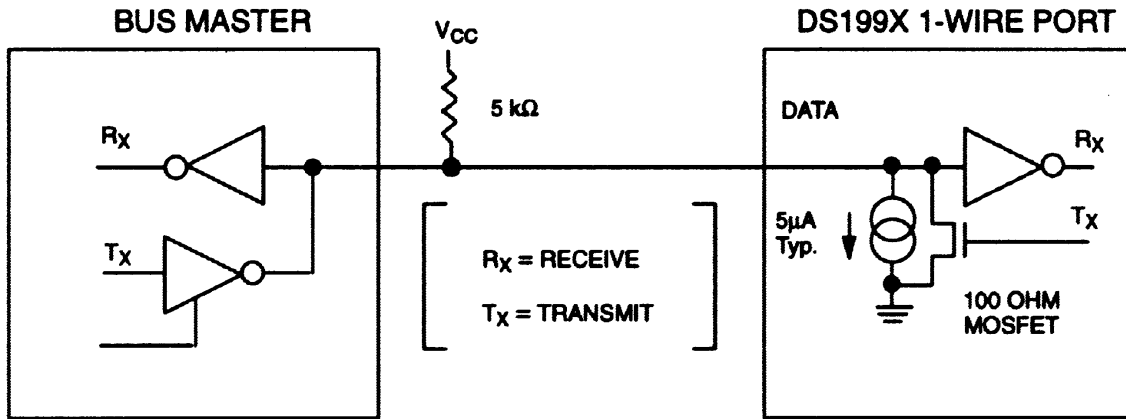 BUS MASTER
DS199X 1-WIRE PORT
VCC
5 kΩ
DATA
RX
RX
TX
5µA
Typ.
TX
RX = RECEIVE
TX = TRANSMIT
100 OHM
MOSFET